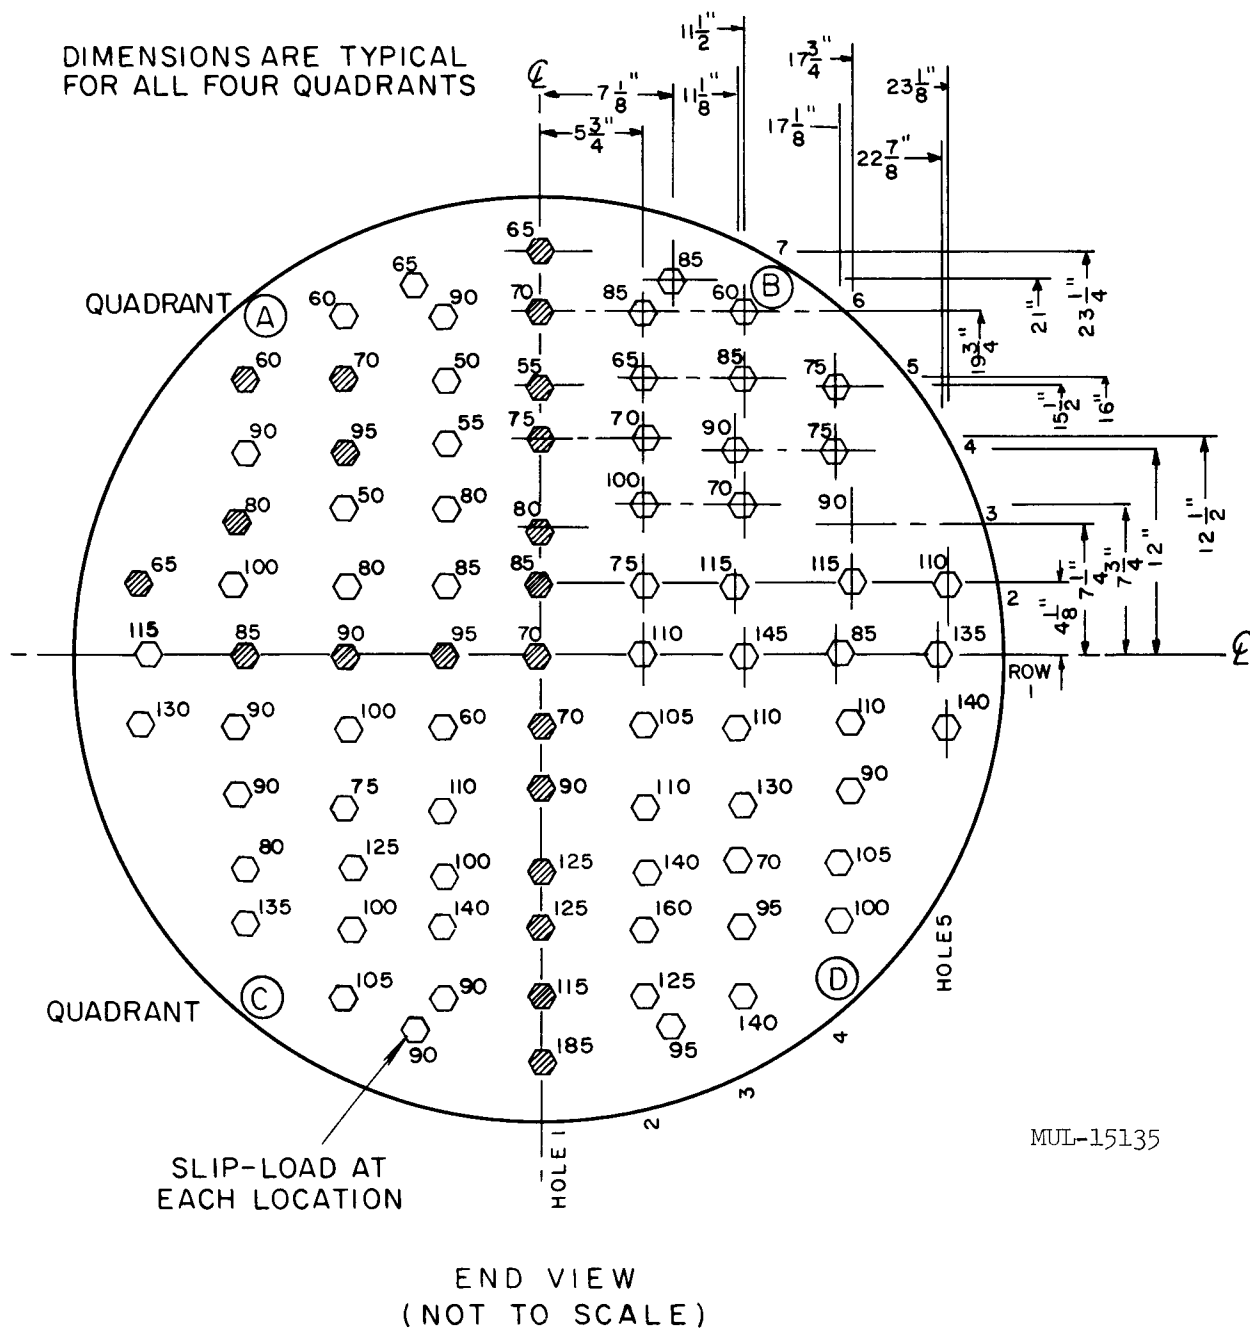 DIMENSIONS ARE TYPICAL
FOR ALL FOUR QUADRANTS
℄
7 1/8"
5 3/4"
11 1/2"
11 1/8"
17 3/4"
17 1/8"
23 1/8"
22 7/8"
7
6
5
4
3
2
ROW 1
23 1/4"
21"
19 3/4"
16"
15 1/2"
12 1/2"
12"
7 3/4"
7 1/4"
4 1/8"
℄
QUADRANT A
B
65
65 85
60 90 70 85 60
60 70 50 55 65 85 75
90 95 55 75 70 90 75
80 50 80 80 100 70 90
65 100 80 85 85 75 115 115 110
115 85 90 95 70 110 145 85 135
130 90 100 60 70 105 110 110 140
90 75 110 90 110 130 90
80 125 100 125 140 70 105
135 100 140 125 160 95 100
105 90 115 125 140
90 185 95
QUADRANT C
D
HOLE 1
2
3
4
HOLE 5
SLIP-LOAD AT
EACH LOCATION
MUL-15135
END VIEW
(NOT TO SCALE)